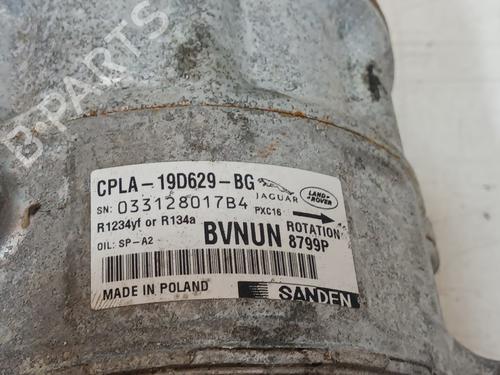 CPLA-19D629-BG
JAGUAR
LAND ROVER
SN: 033128017B4
PXC16
R1234yf or R134a
ROTATION
OIL: SP-A2
BVNUN
8799P
MADE IN POLAND
SANDEN